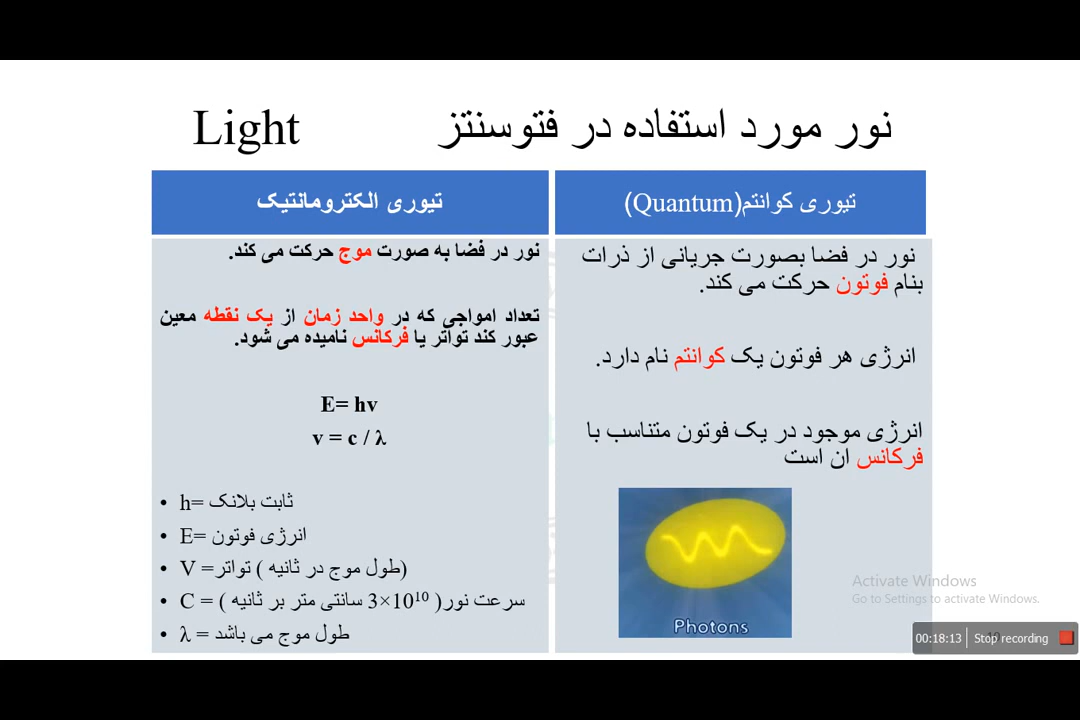 نور مورد استفاده در فتوسنتز Light
تیوری کوانتم(Quantum)
نور در فضا بصورت جریانی از ذرات
بنام فوتون حرکت می کند.
انرژی هر فوتون یک کوانتم نام دارد.
انرژی موجود در یک فوتون متناسب با
فرکانس ان است
Photons
تیوری الکترومانتیک
نور در فضا به صورت موج حرکت می کند.
تعداد امواجی که در واحد زمان از یک نقطه معین
عبور کند تواتر یا فرکانس نامیده می شود.
E= hv
v = c / λ
• h= ثابت بلانک
• E= انرژی فوتون
• V = تواتر ( طول موج در ثانیه)
• C = ( سرعت نور( 3×10¹⁰ سانتی متر بر ثانیه
• λ = طول موج می باشد
Activate Windows
Go to Settings to activate Windows.
00:18:13 Stop recording